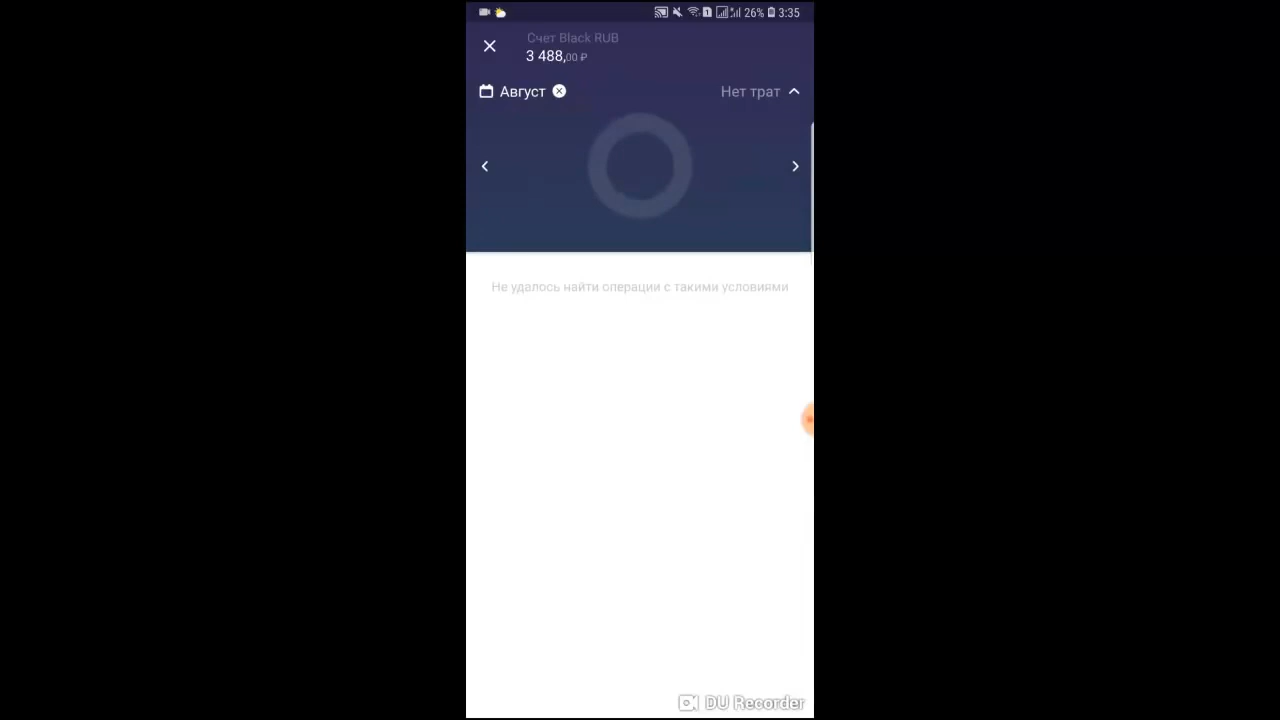 26% 3:35
Счет Black RUB
3 488,00 ₽
Август
Нет трат
Не удалось найти операции с такими условиями
DU Recorder